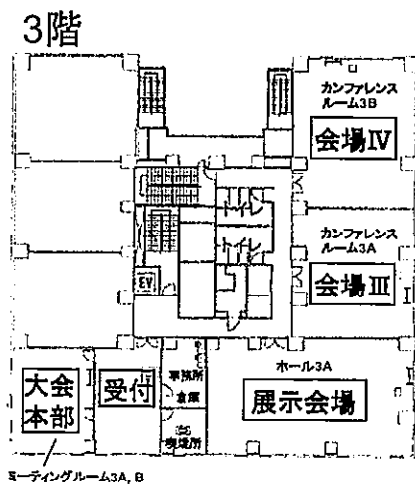 3階
カンファレンス
ルーム3B
会場Ⅳ
トイレ
トイレ
カンファレンス
ルーム3A
会場Ⅲ
EV
大会
本部
受付
事務所
倉庫
喫煙所
ホール3A
展示会場
ミーティングルーム3A, B